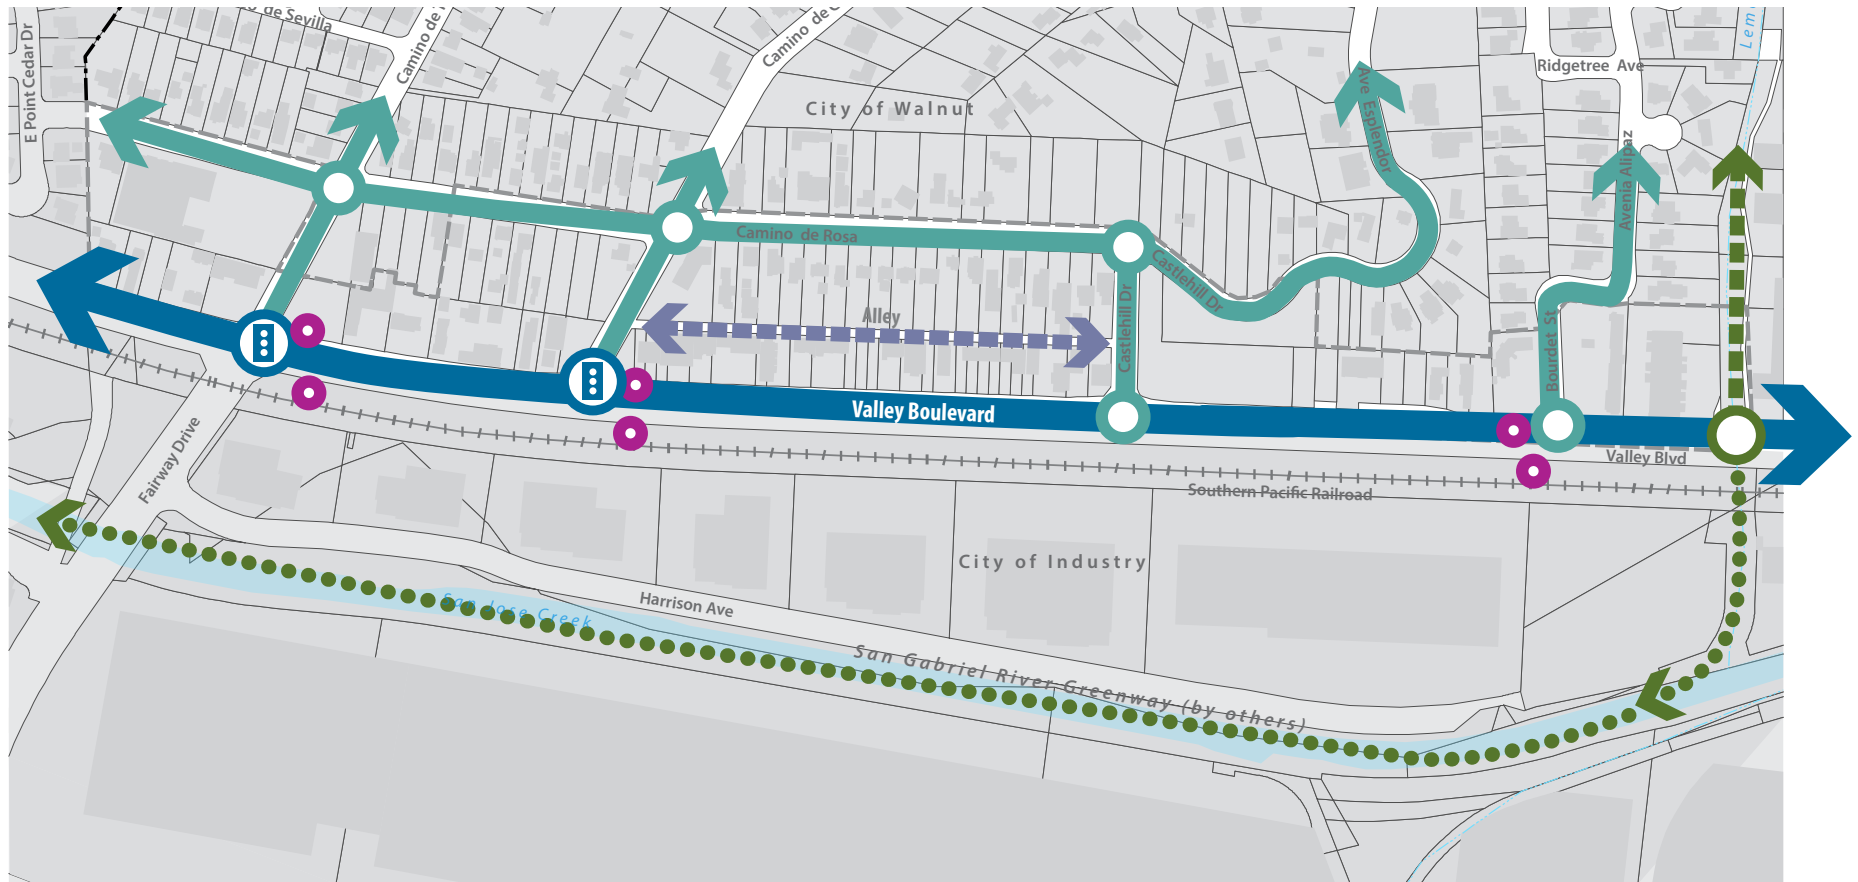 de Sevilla
E Point Cedar Dr
Camino de
Camino de
City of Walnut
Ave Esplendor
Ridgetree Ave
Lem
Avenia Alipaz
Camino de Rosa
Castlehill Dr
Castlehill Dr
Alley
Bourdet St
Valley Boulevard
Valley Blvd
Fairway Drive
Southern Pacific Railroad
City of Industry
San Jose Creek
Harrison Ave
San Gabriel River Greenway (by others)